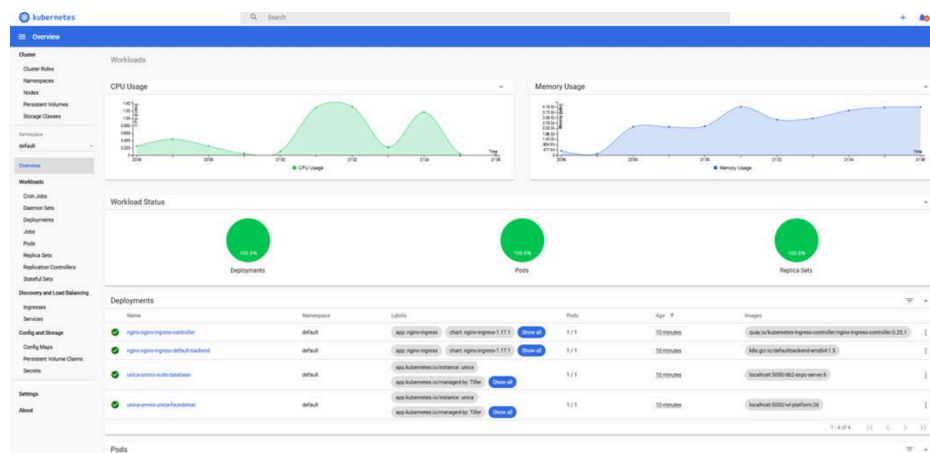 kubernetes
Search
Overview
Cluster
Cluster Roles
Namespaces
Nodes
Persistent Volumes
Storage Classes
Namespace
default
Overview
Workloads
Cron Jobs
Daemon Sets
Deployments
Jobs
Pods
Replica Sets
Replication Controllers
Stateful Sets
Discovery and Load Balancing
Ingresses
Services
Config and Storage
Config Maps
Persistent Volume Claims
Secrets
Settings
About
Workloads
CPU Usage
CPU (cores)
Time
CPU Usage
Memory Usage
Time
Memory Usage
Workload Status
100.0%
Deployments
100.0%
Pods
100.0%
Replica Sets
Deployments
Name Namespace Labels Pods Age Images
nginx-nginx-ingress-controller default app: nginx-ingress chart: nginx-ingress-1.17.1 Show all 1 / 1 10 minutes quay.io/kubernetes-ingress-controller/nginx-ingress-controller:0.25.1
nginx-nginx-ingress-default-backend default app: nginx-ingress chart: nginx-ingress-1.17.1 Show all 1 / 1 10 minutes k8s.gcr.io/defaultbackend-amd64:1.5
app.kubernetes.io/instance: unica
default app.kubernetes.io/managed-by: Tiller Show all 1 / 1 10 minutes
app.kubernetes.io/instance: unica
default app.kubernetes.io/managed-by: Tiller Show all 1 / 1 10 minutes
1 - 4 of 4
Pods